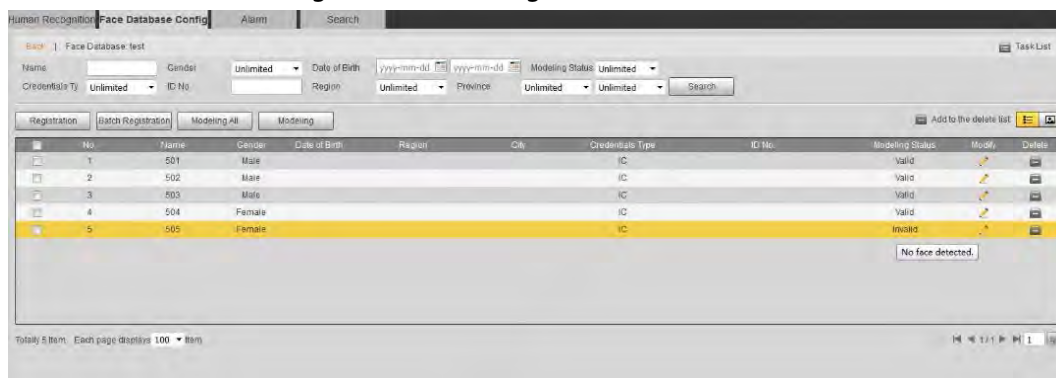 Human Recognition Face Database Config Alarm Search
Back | Face Database: test Task List
Name Gender Unlimited Date of Birth yyyy-mm-dd yyyy-mm-dd Modeling Status Unlimited
Credentials Ty Unlimited ID No. Region Unlimited Province Unlimited Unlimited Search
Registration Batch Registration Modeling All Modeling Add to the delete list
No. Name Gender Date of Birth Region City Credentials Type ID No. Modeling Status Modify Delete
1 501 Male IC Valid
2 502 Male IC Valid
3 503 Male IC Valid
4 504 Female IC Valid
5 505 Female IC Invalid
No face detected.
Totally 5 Item Each page displays 100 Item 1/1 1